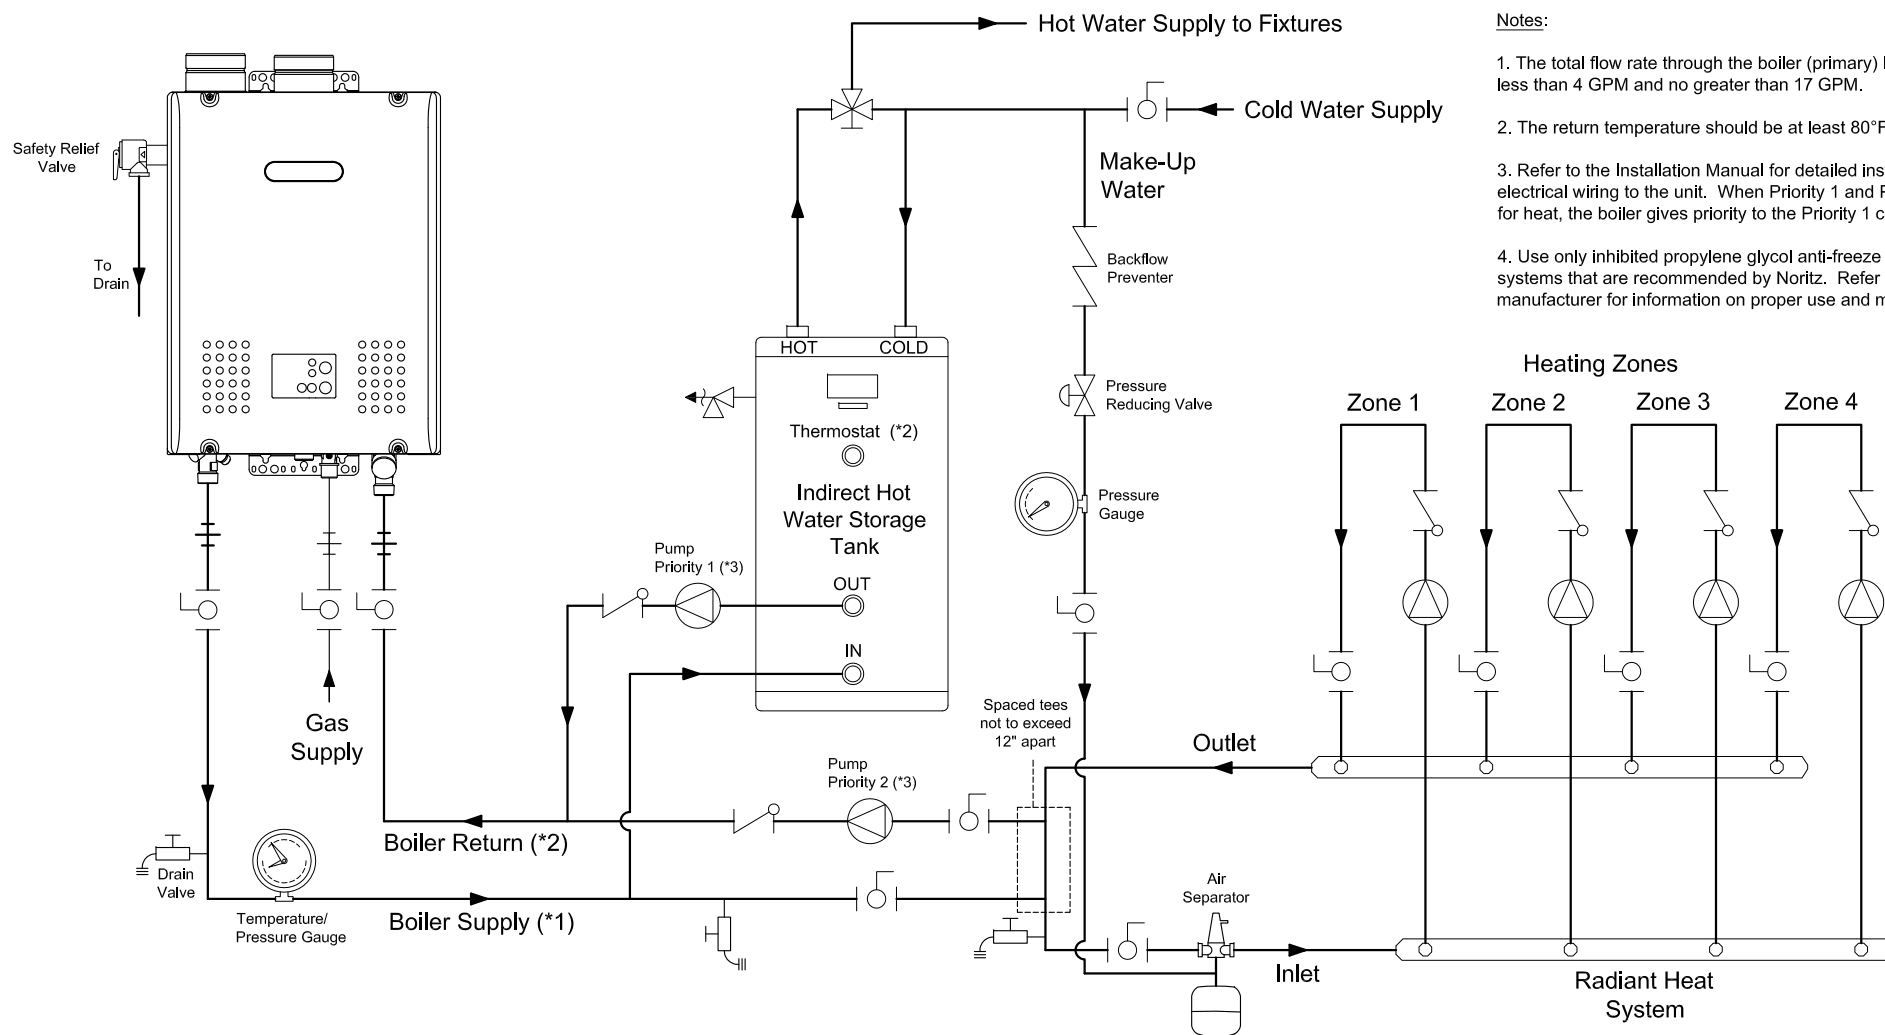 Hot Water Supply to Fixtures
Cold Water Supply
Notes:
1. The total flow rate through the boiler (primary)
less than 4 GPM and no greater than 17 GPM.
2. The return temperature should be at least 80°F
3. Refer to the Installation Manual for detailed ins
electrical wiring to the unit. When Priority 1 and
for heat, the boiler gives priority to the Priority 1 c
4. Use only inhibited propylene glycol anti-freeze
systems that are recommended by Noritz. Refer
manufacturer for information on proper use and m
Safety Relief
Valve
To
Drain
Make-Up
Water
Backflow
Preventer
HOT
COLD
Thermostat (*2)
Pressure
Reducing Valve
Indirect Hot
Water Storage
Tank
Pressure
Gauge
Pump
Priority 1 (*3)
OUT
IN
Heating Zones
Zone 1
Zone 2
Zone 3
Zone 4
Gas
Supply
Spaced tees
not to exceed
12" apart
Outlet
Pump
Priority 2 (*3)
Boiler Return (*2)
Drain
Valve
Temperature/
Pressure Gauge
Boiler Supply (*1)
Air
Separator
Inlet
Radiant Heat
System